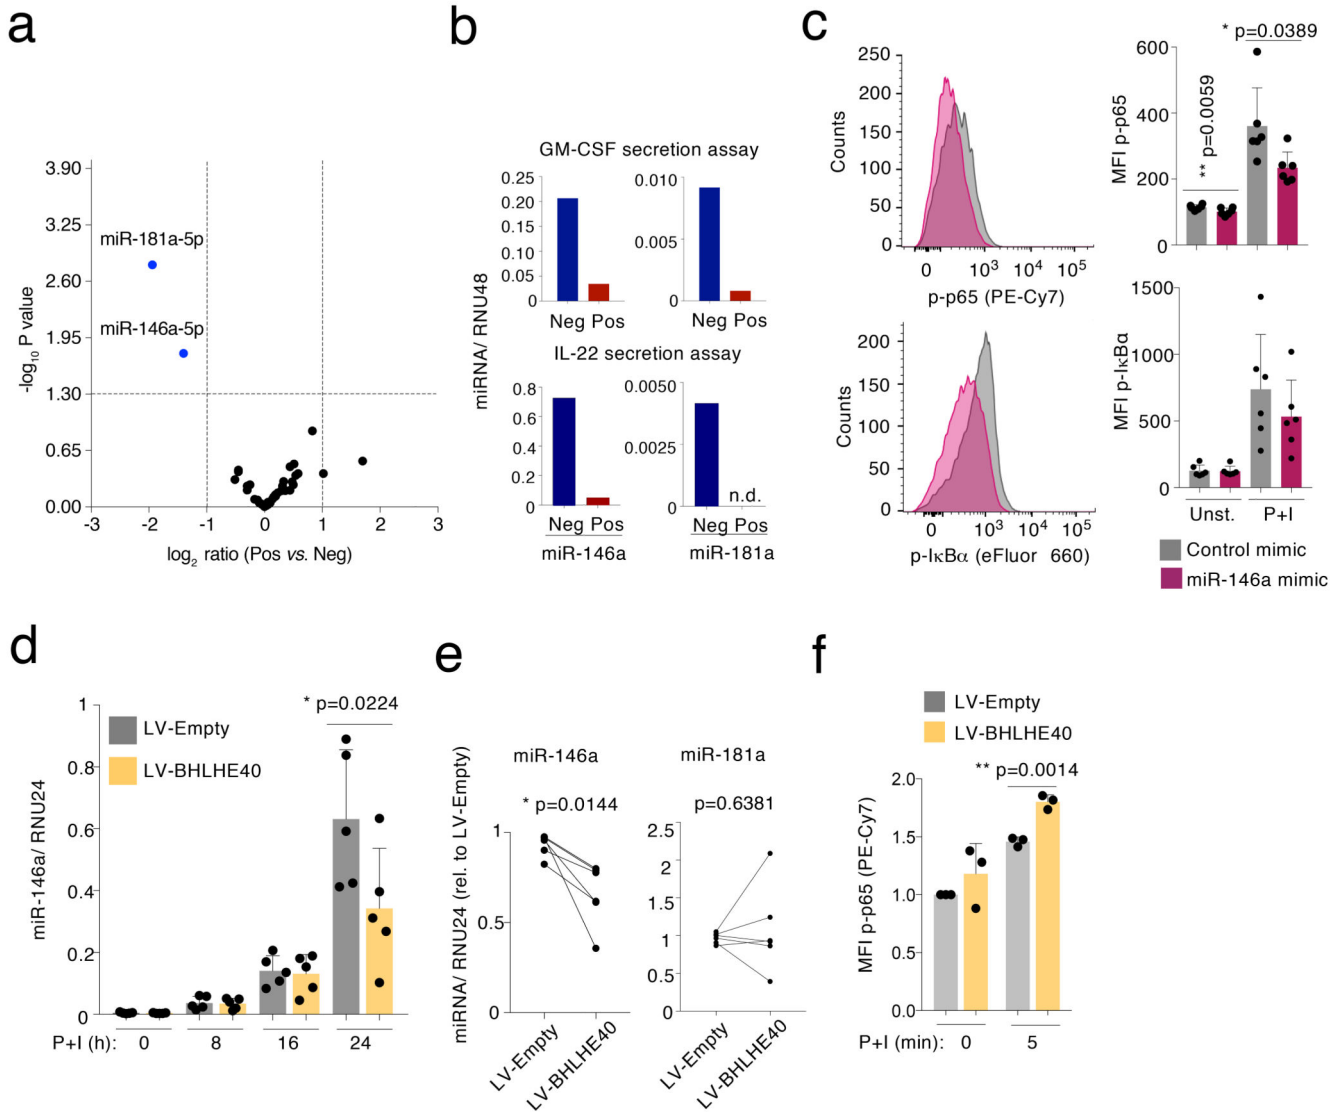 a
3.90
3.25
2.60
1.95
1.30
0.65
0.00
-log10 P value
miR-181a-5p
miR-146a-5p
-3 -2 -1 0 1 2 3
log2 ratio (Pos vs. Neg)
b
miRNA/ RNU48
GM-CSF secretion assay
0.25
0.20
0.15
0.10
0.05
0
Neg Pos
0.010
0.005
0
Neg Pos
IL-22 secretion assay
0.8
0.6
0.4
0.2
0
Neg Pos
miR-146a
0.0050
0.0025
0
n.d.
Neg Pos
miR-181a
c
250
200
150
100
50
0
Counts
0 10³ 10⁴ 10⁵
p-p65 (PE-Cy7)
* p=0.0389
** p=0.0059
600
400
200
0
MFI p-p65
200
150
100
50
0
Counts
0 10³ 10⁴ 10⁵
p-IκBα (eFluor 660)
1500
1000
500
0
MFI p-IκBα
Unst. P+I
Control mimic
miR-146a mimic
d
miR-146a/ RNU24
1
0.8
0.6
0.4
0.2
0
LV-Empty
LV-BHLHE40
* p=0.0224
P+I (h): 0 8 16 24
e
miRNA/ RNU24 (rel. to LV-Empty)
miR-146a
* p=0.0144
1
0.5
0
LV-Empty
LV-BHLHE40
miR-181a
p=0.6381
2.5
2
1.5
1
0.5
0
LV-Empty
LV-BHLHE40
f
LV-Empty
LV-BHLHE40
** p=0.0014
2.0
1.5
1.0
0.5
0.0
MFI p-p65 (PE-Cy7)
P+I (min): 0 5